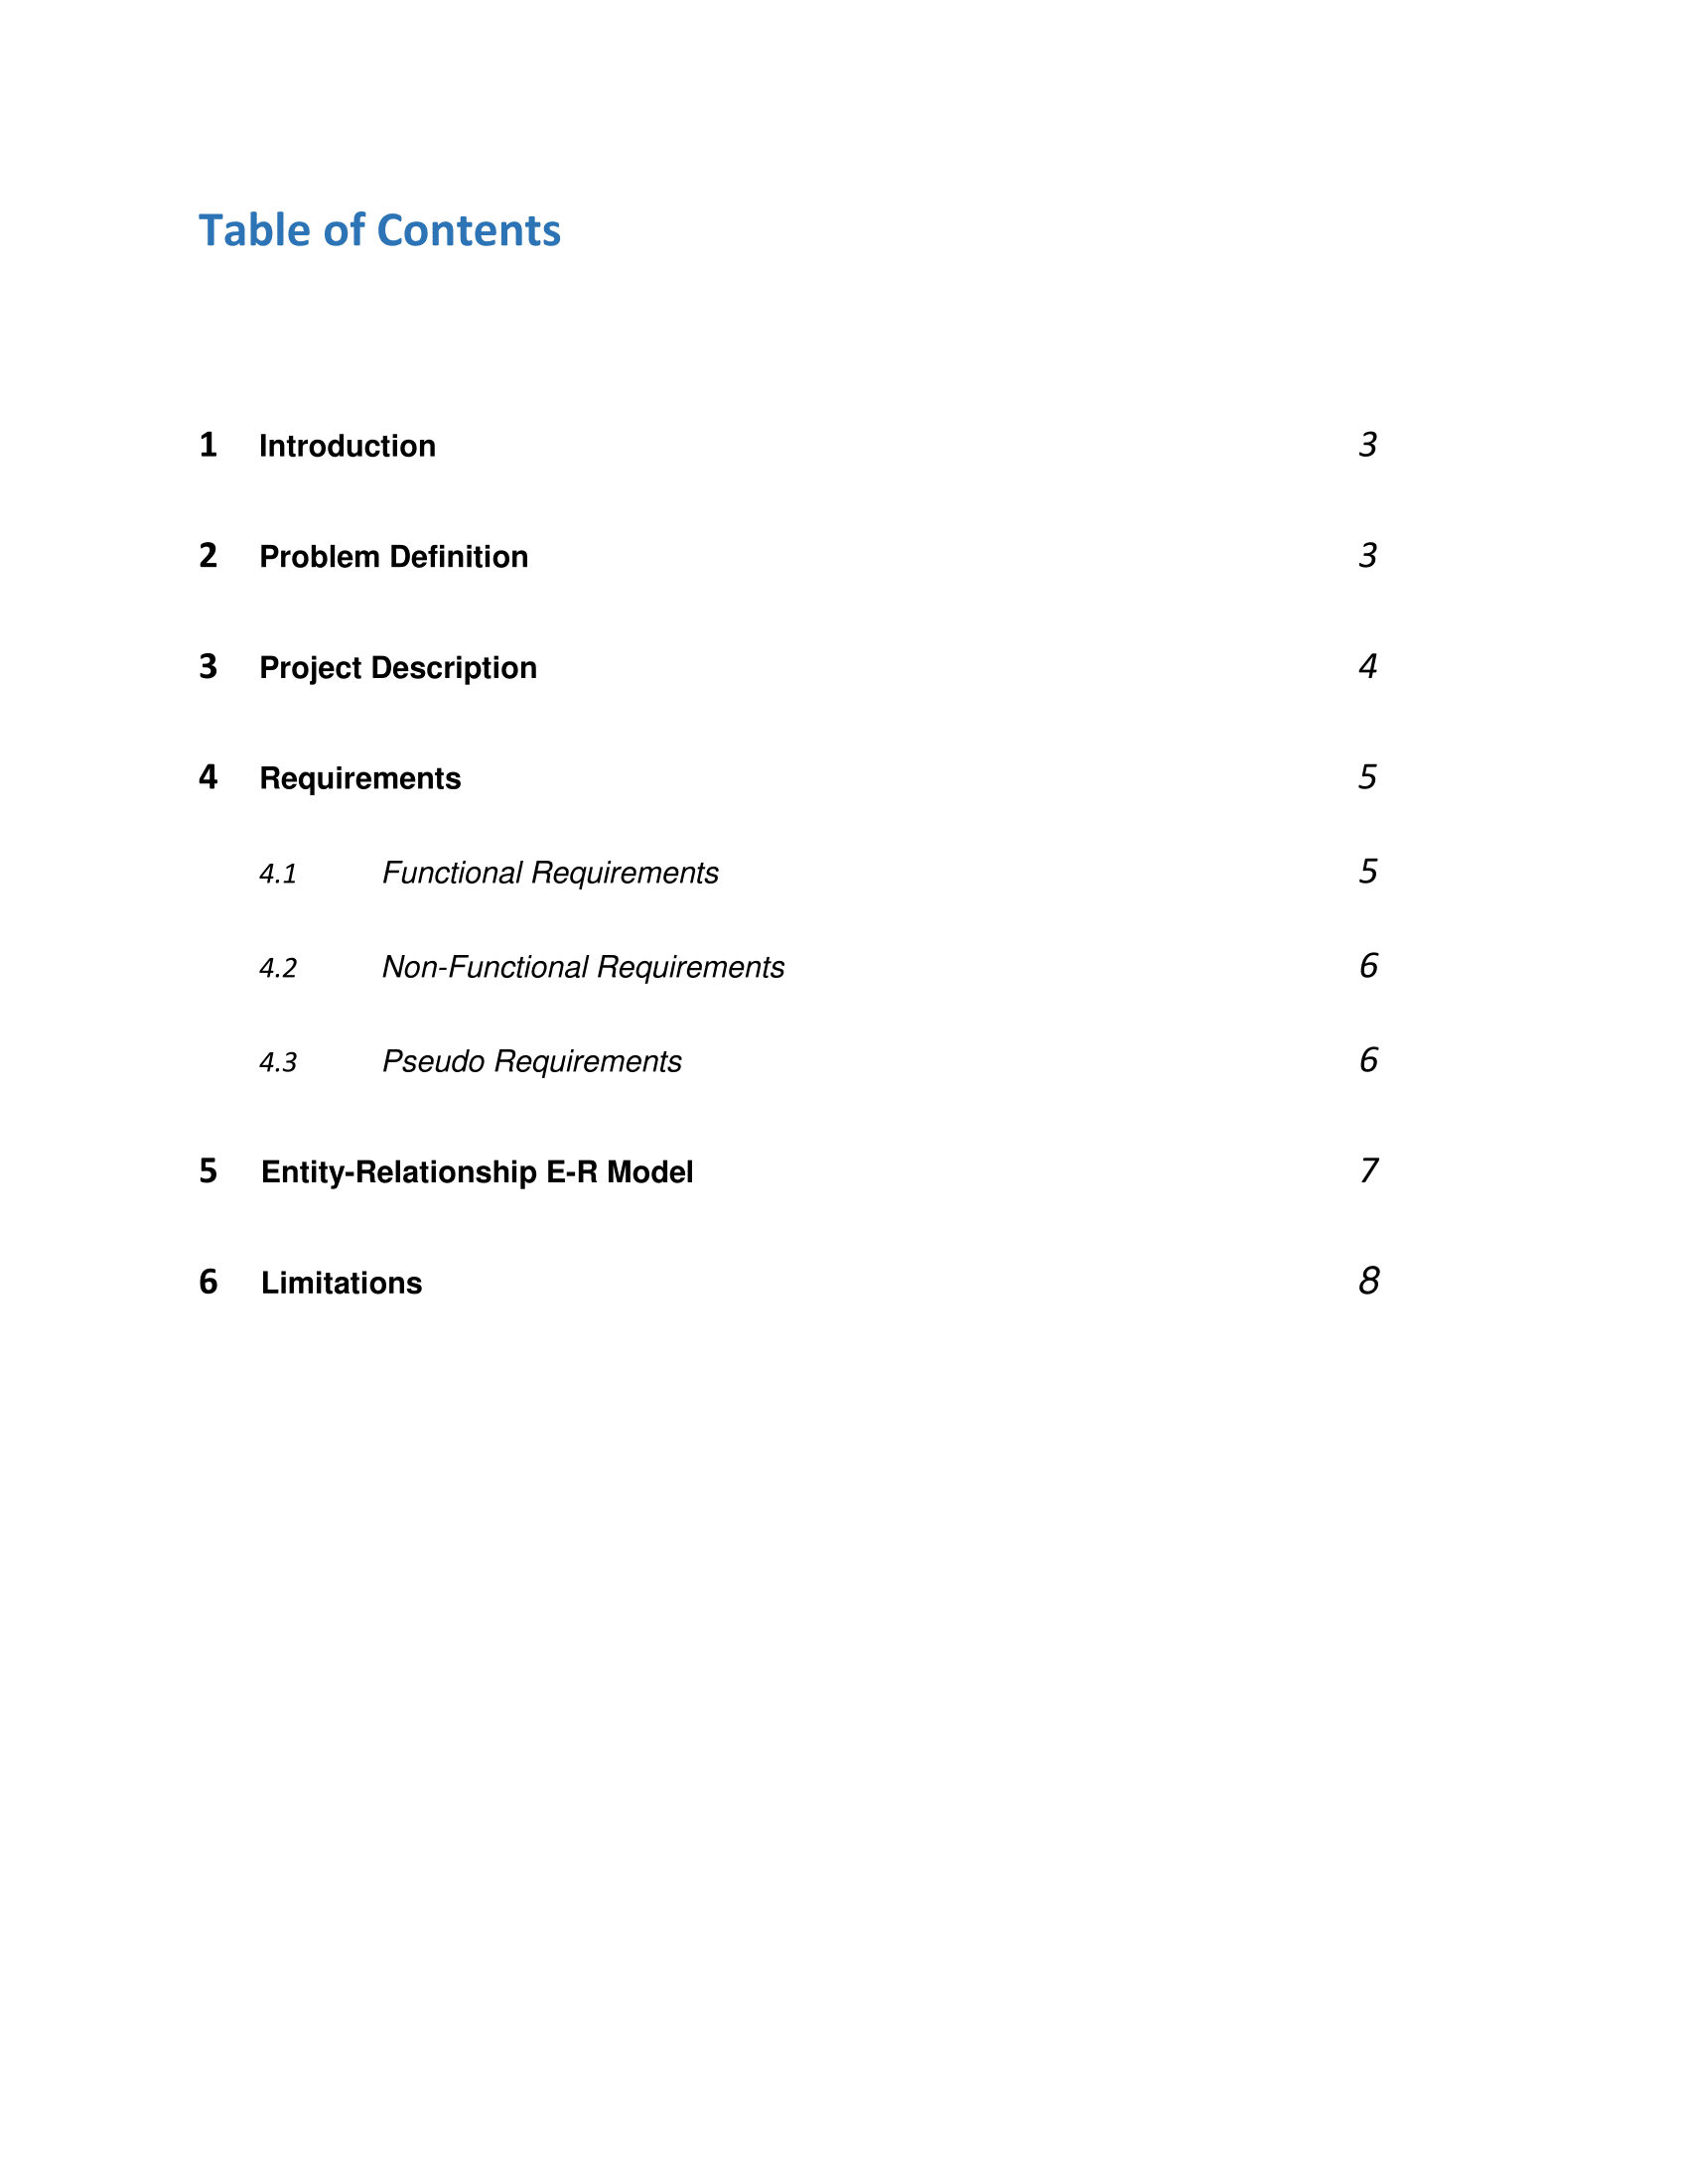 Table of Contents
1 Introduction 3
2 Problem Definition 3
3 Project Description 4
4 Requirements 5
4.1 Functional Requirements 5
4.2 Non-Functional Requirements 6
4.3 Pseudo Requirements 6
5 Entity-Relationship E-R Model 7
6 Limitations 8